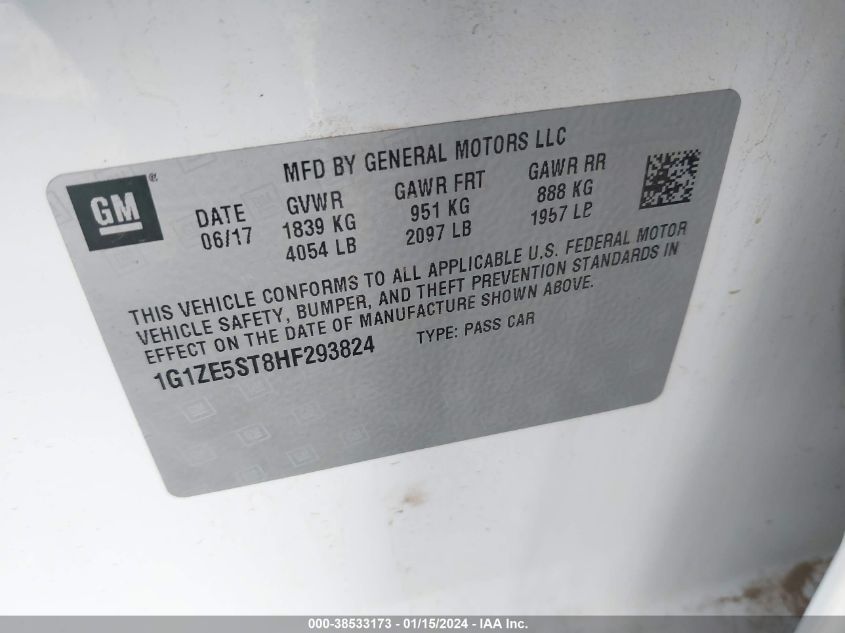 MFD BY GENERAL MOTORS LLC
GM®
DATE GVWR GAWR FRT GAWR RR
06/17 1839 KG 951 KG 888 KG
4054 LB 2097 LB 1957 LB
THIS VEHICLE CONFORMS TO ALL APPLICABLE U.S. FEDERAL MOTOR
VEHICLE SAFETY, BUMPER, AND THEFT PREVENTION STANDARDS IN
EFFECT ON THE DATE OF MANUFACTURE SHOWN ABOVE.
1G1ZE5ST8HF293824 TYPE: PASS CAR
000-38533173 - 01/15/2024 - IAA Inc.